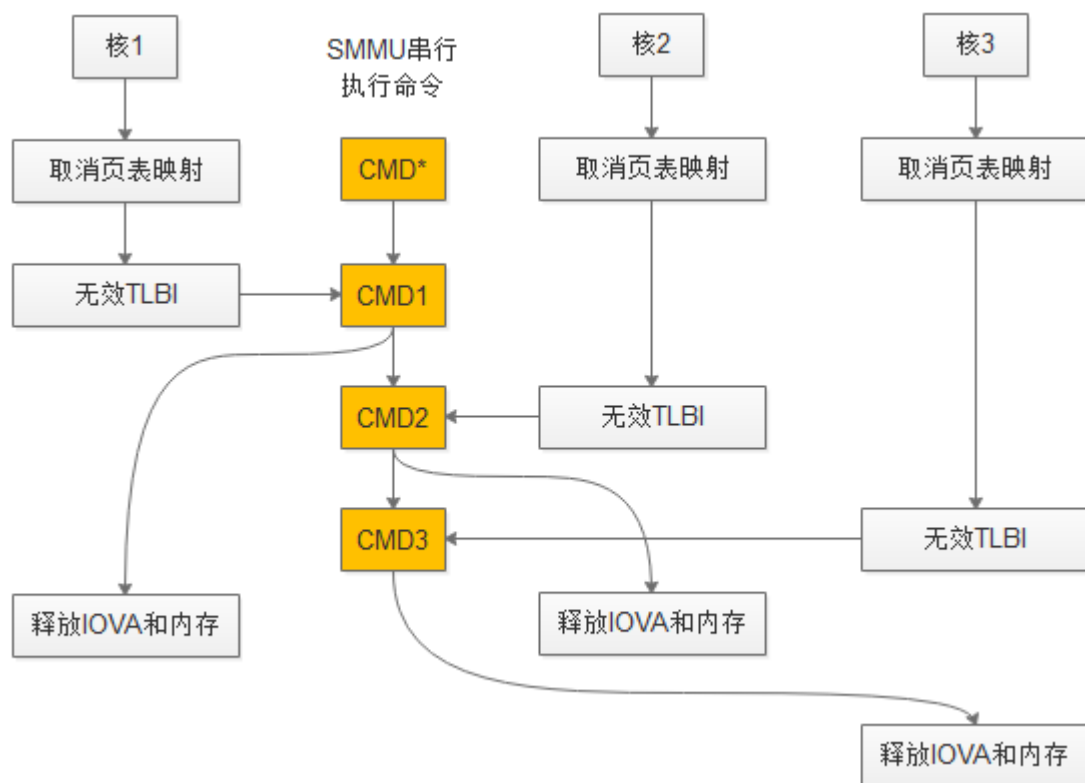 核1
SMMU串行
执行命令
核2
核3
取消页表映射
CMD*
取消页表映射
取消页表映射
无效TLBI
CMD1
CMD2
无效TLBI
CMD3
无效TLBI
释放IOVA和内存
释放IOVA和内存
释放IOVA和内存